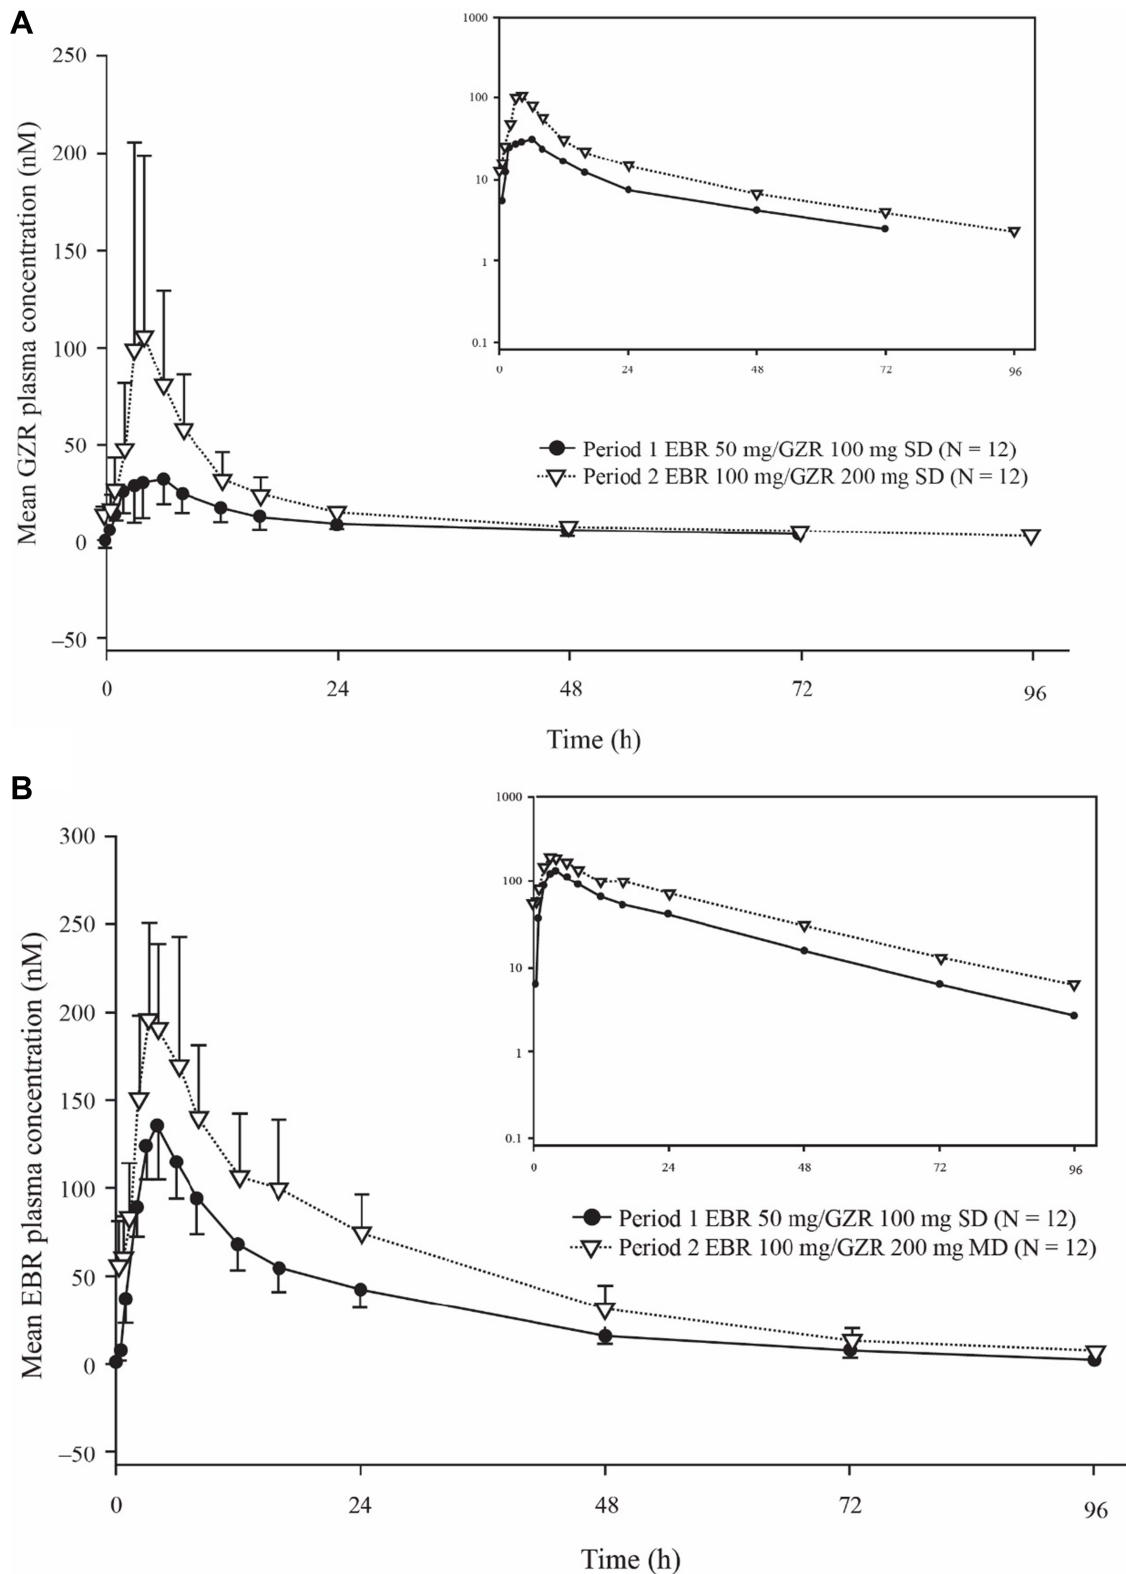 A
Mean GZR plasma concentration (nM)
250
200
150
100
50
0
–50
0 24 48 72 96
Time (h)
1000
100
10
1
0.1
0 24 48 72 96
Period 1 EBR 50 mg/GZR 100 mg SD (N = 12)
Period 2 EBR 100 mg/GZR 200 mg SD (N = 12)
B
Mean EBR plasma concentration (nM)
300
250
200
150
100
50
0
–50
0 24 48 72 96
Time (h)
1000
100
10
1
0.1
0 24 48 72 96
Period 1 EBR 50 mg/GZR 100 mg SD (N = 12)
Period 2 EBR 100 mg/GZR 200 mg MD (N = 12)